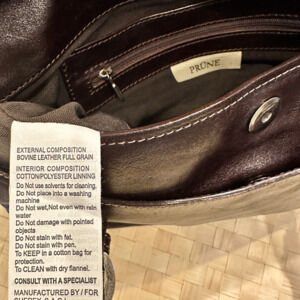 PRÜNE
EXTERNAL COMPOSITION
BOVINE LEATHER FULL GRAIN
INTERIOR COMPOSITION
COTTON/POLYESTER LINNING
Do not use solvents for cleaning.
Do not place into a washing
machine
Do not wet,Not even with rain
water
Do not damage with pointed
objects
Do not stain with fat.
Do not stain with pen.
To KEEP in a cotton bag for
protection.
To CLEAN with dry flannel.
CONSULT WITH A SPECIALIST
MANUFACTURED BY / FOR